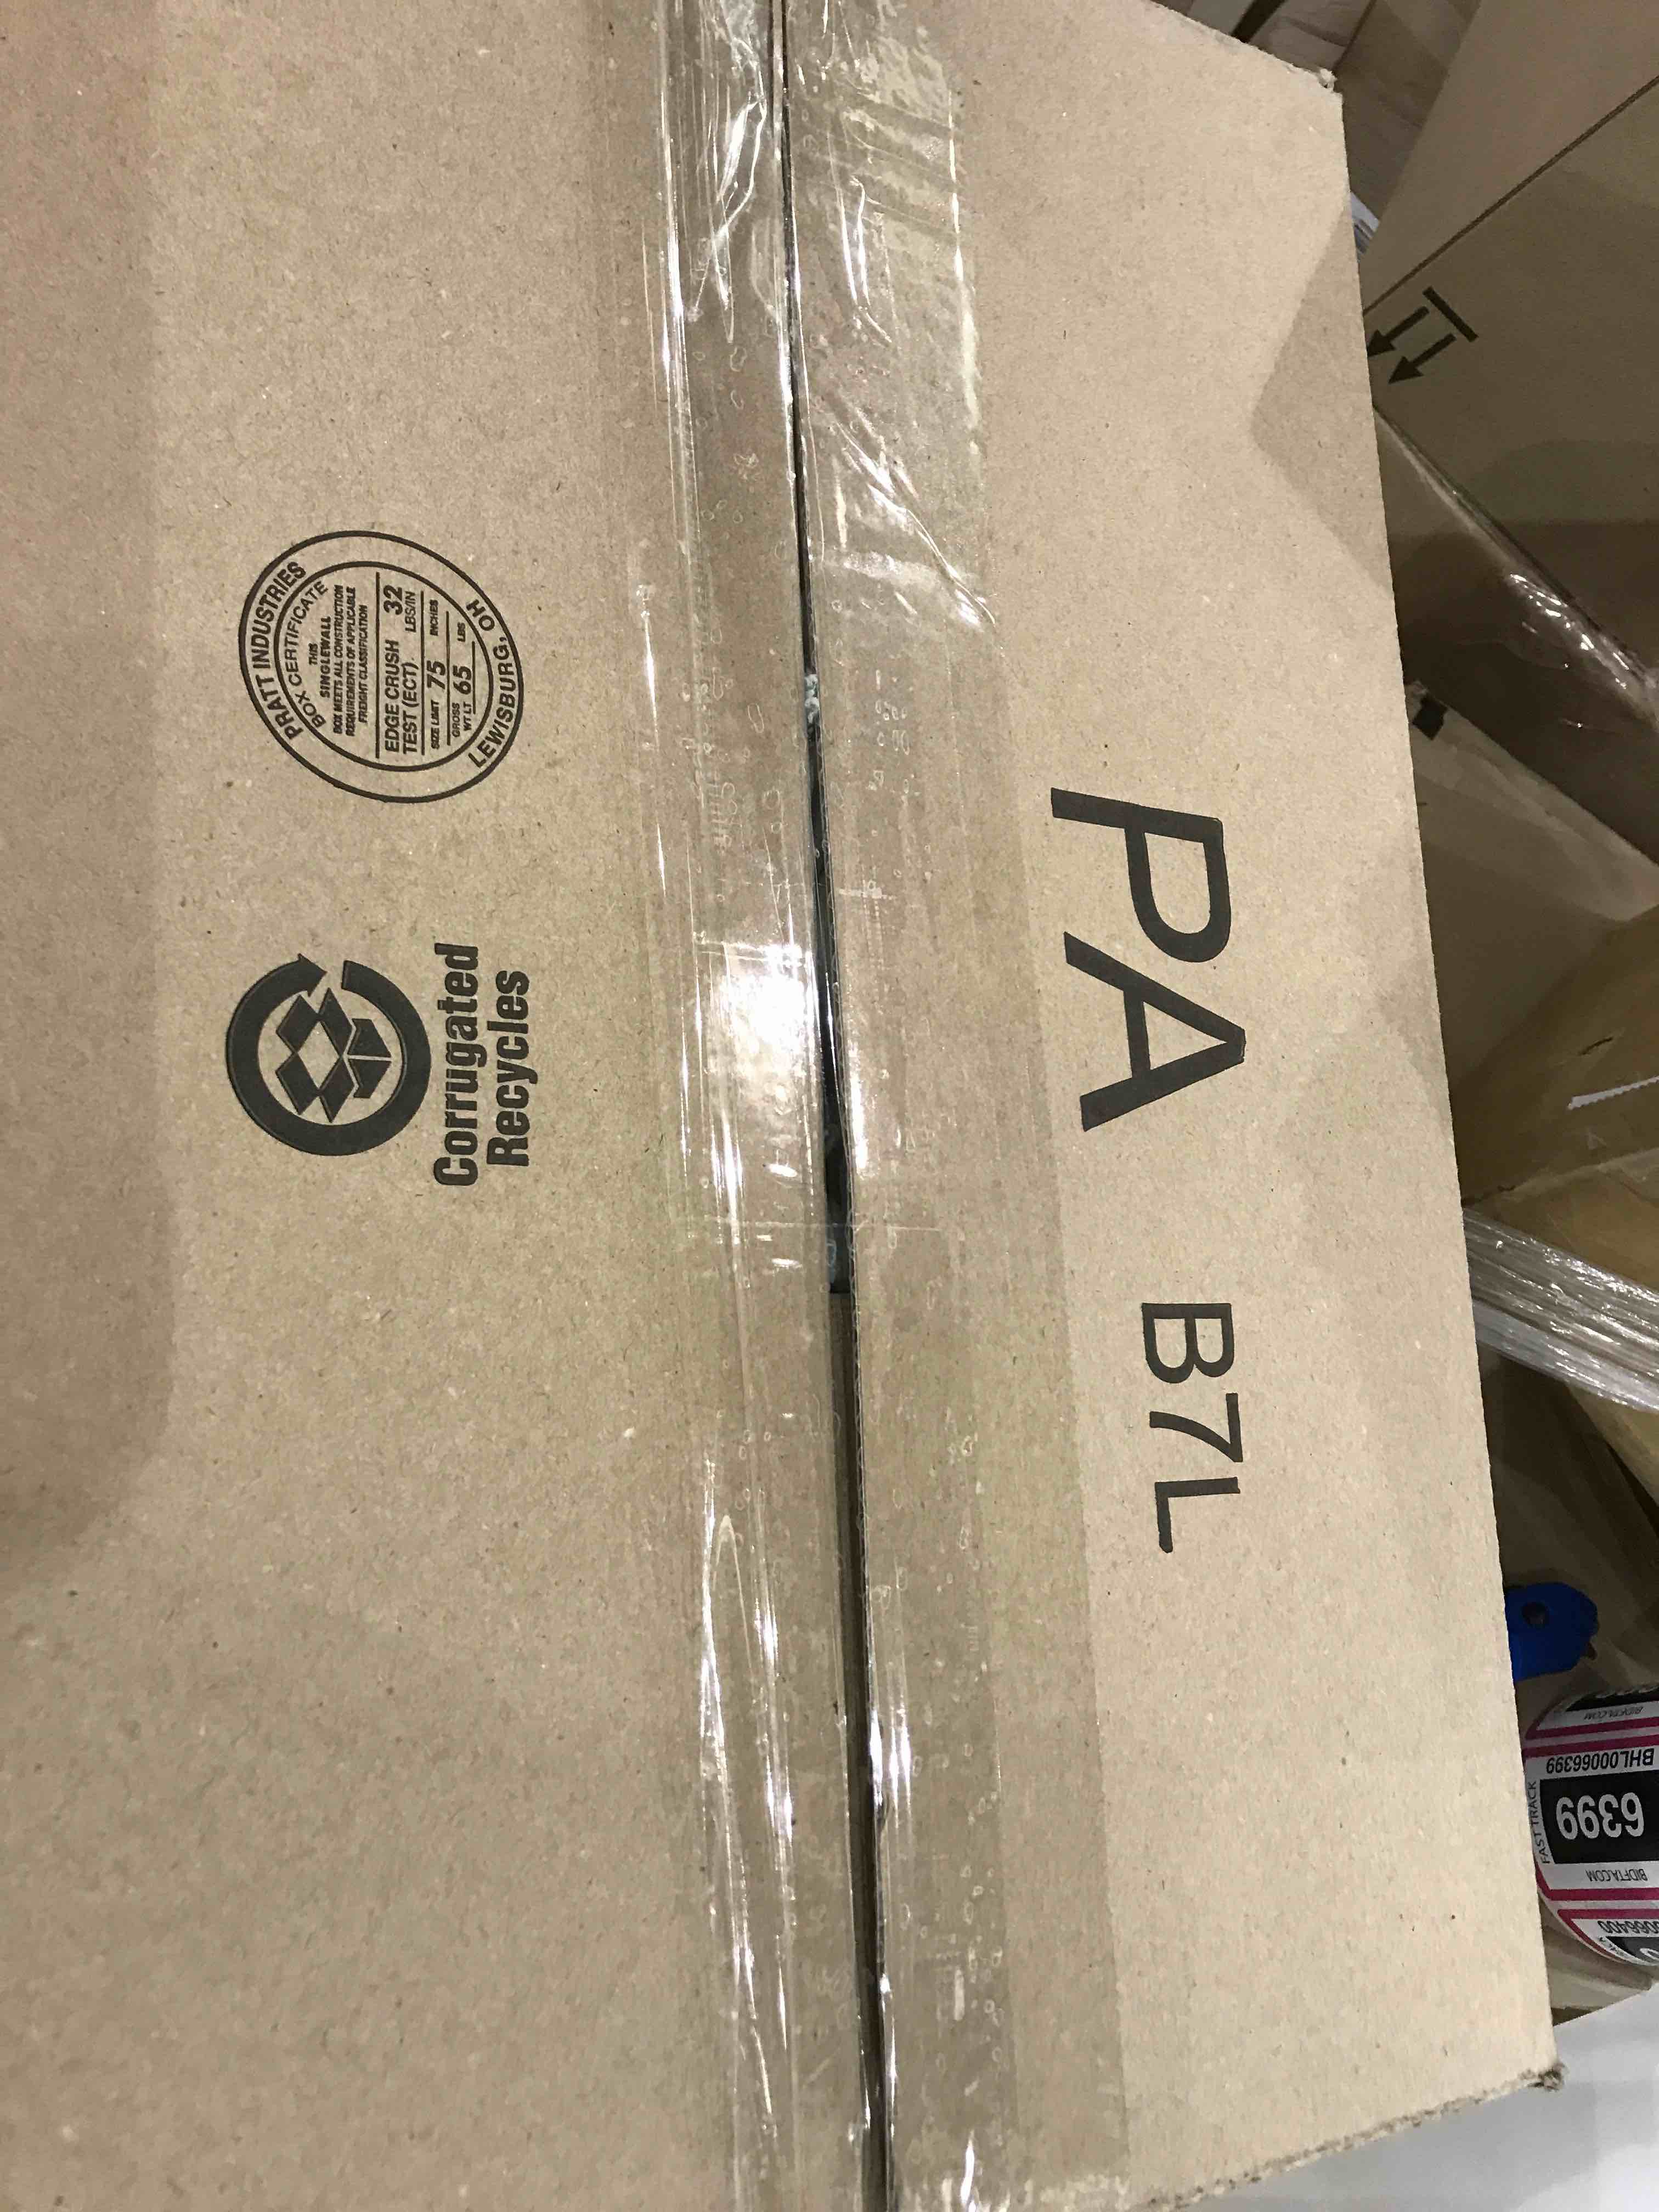 PRATT INDUSTRIES
BOX CERTIFICATE
THIS
SINGLEWALL
BOX MEETS ALL CONSTRUCTION
REQUIREMENTS OF APPLICABLE
FREIGHT CLASSIFICATION
EDGE CRUSH 32
TEST (ECT) LBS/IN
SIZE LIMIT 75 INCHES
GROSS LBS
WT LT 65
LEWISBURG, OH
Corrugated
Recycles
PA B7L
BIDFTA.COM
BHL00066399
6399
FAST TRACK
BIDFTA.COM